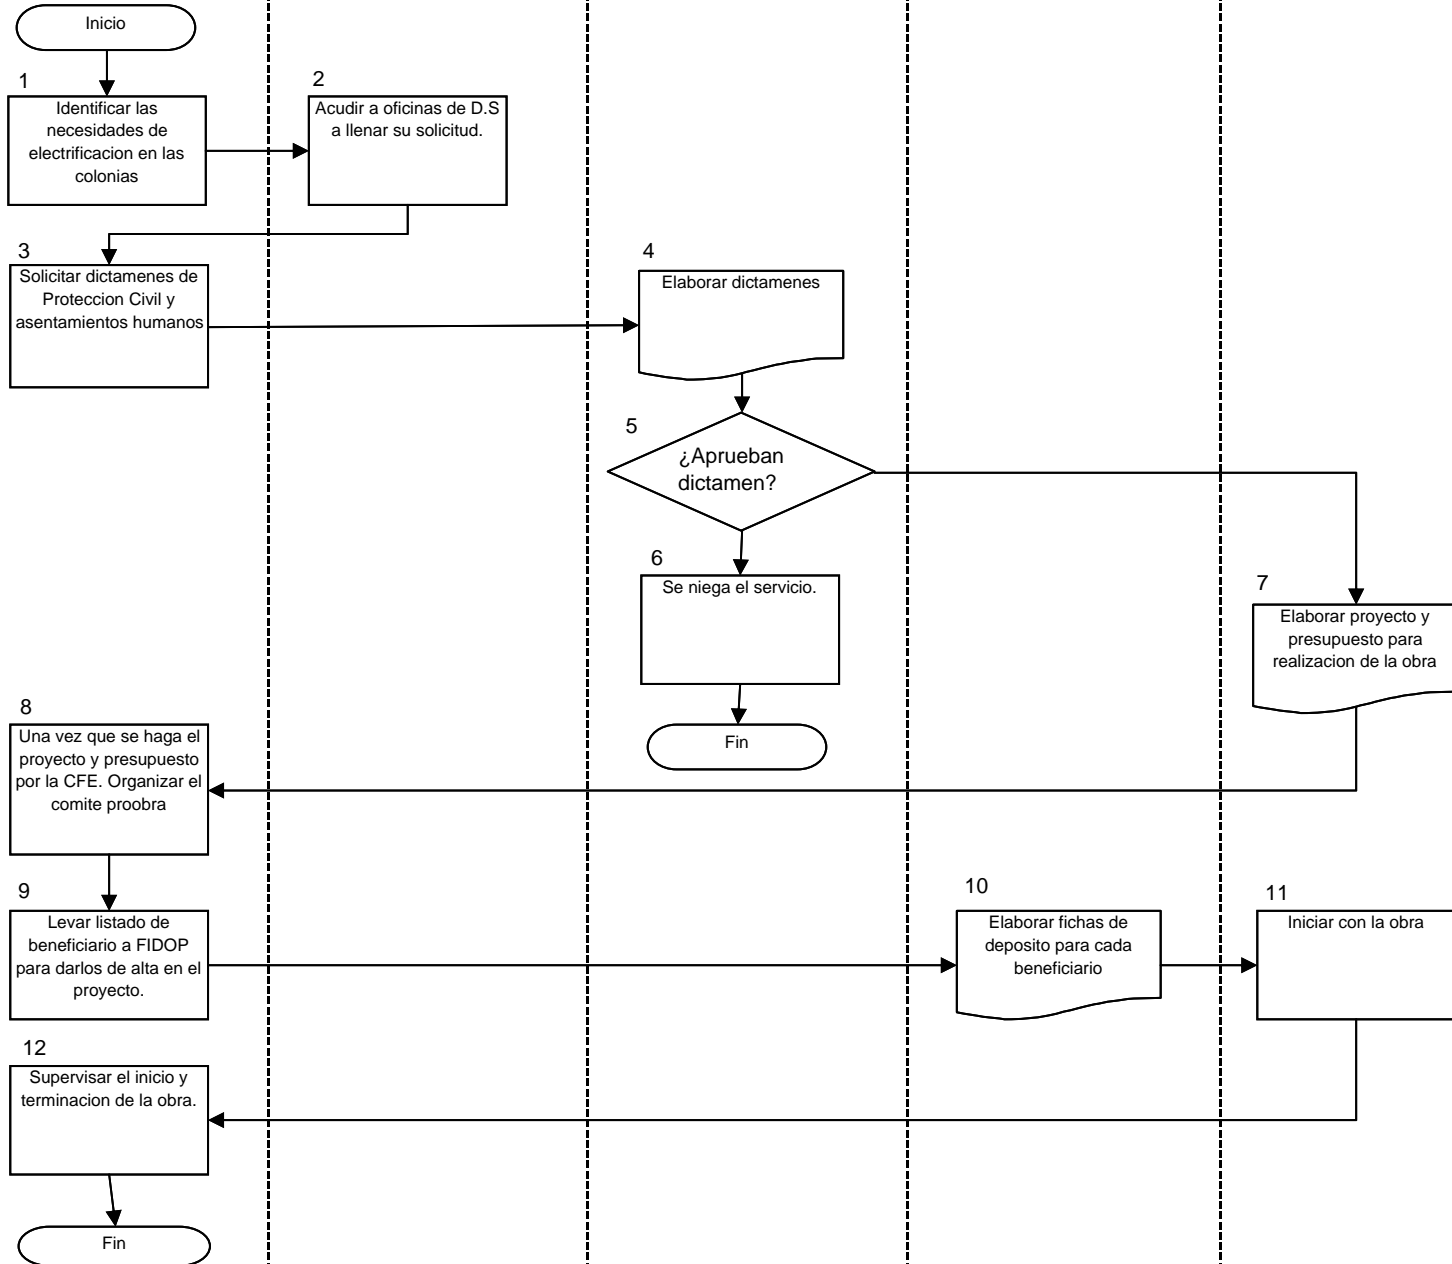 Inicio
1
Identificar las
necesidades de
electrificacion en las
colonias
2
Acudir a oficinas de D.S
a llenar su solicitud.
3
Solicitar dictamenes de
Proteccion Civil y
asentamientos humanos
4
Elaborar dictamenes
5
¿Aprueban
dictamen?
6
Se niega el servicio.
Fin
7
Elaborar proyecto y
presupuesto para
realizacion de la obra
8
Una vez que se haga el
proyecto y presupuesto
por la CFE. Organizar el
comite proobra
9
Levar listado de
beneficiario a FIDOP
para darlos de alta en el
proyecto.
10
Elaborar fichas de
deposito para cada
beneficiario
11
Iniciar con la obra
12
Supervisar el inicio y
terminacion de la obra.
Fin